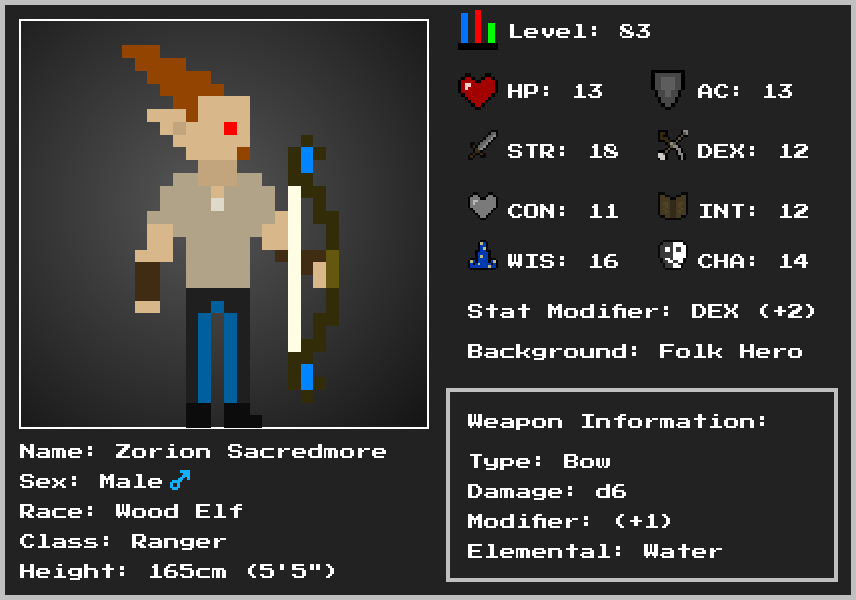 Level: 83
HP: 13 AC: 13
STR: 18 DEX: 12
CON: 11 INT: 12
WIS: 16 CHA: 14
Stat Modifier: DEX (+2)
Background: Folk Hero
Weapon Information:
Type: Bow
Damage: d6
Modifier: (+1)
Elemental: Water
Name: Zorion Sacredmore
Sex: Male♂
Race: Wood Elf
Class: Ranger
Height: 165cm (5'5")